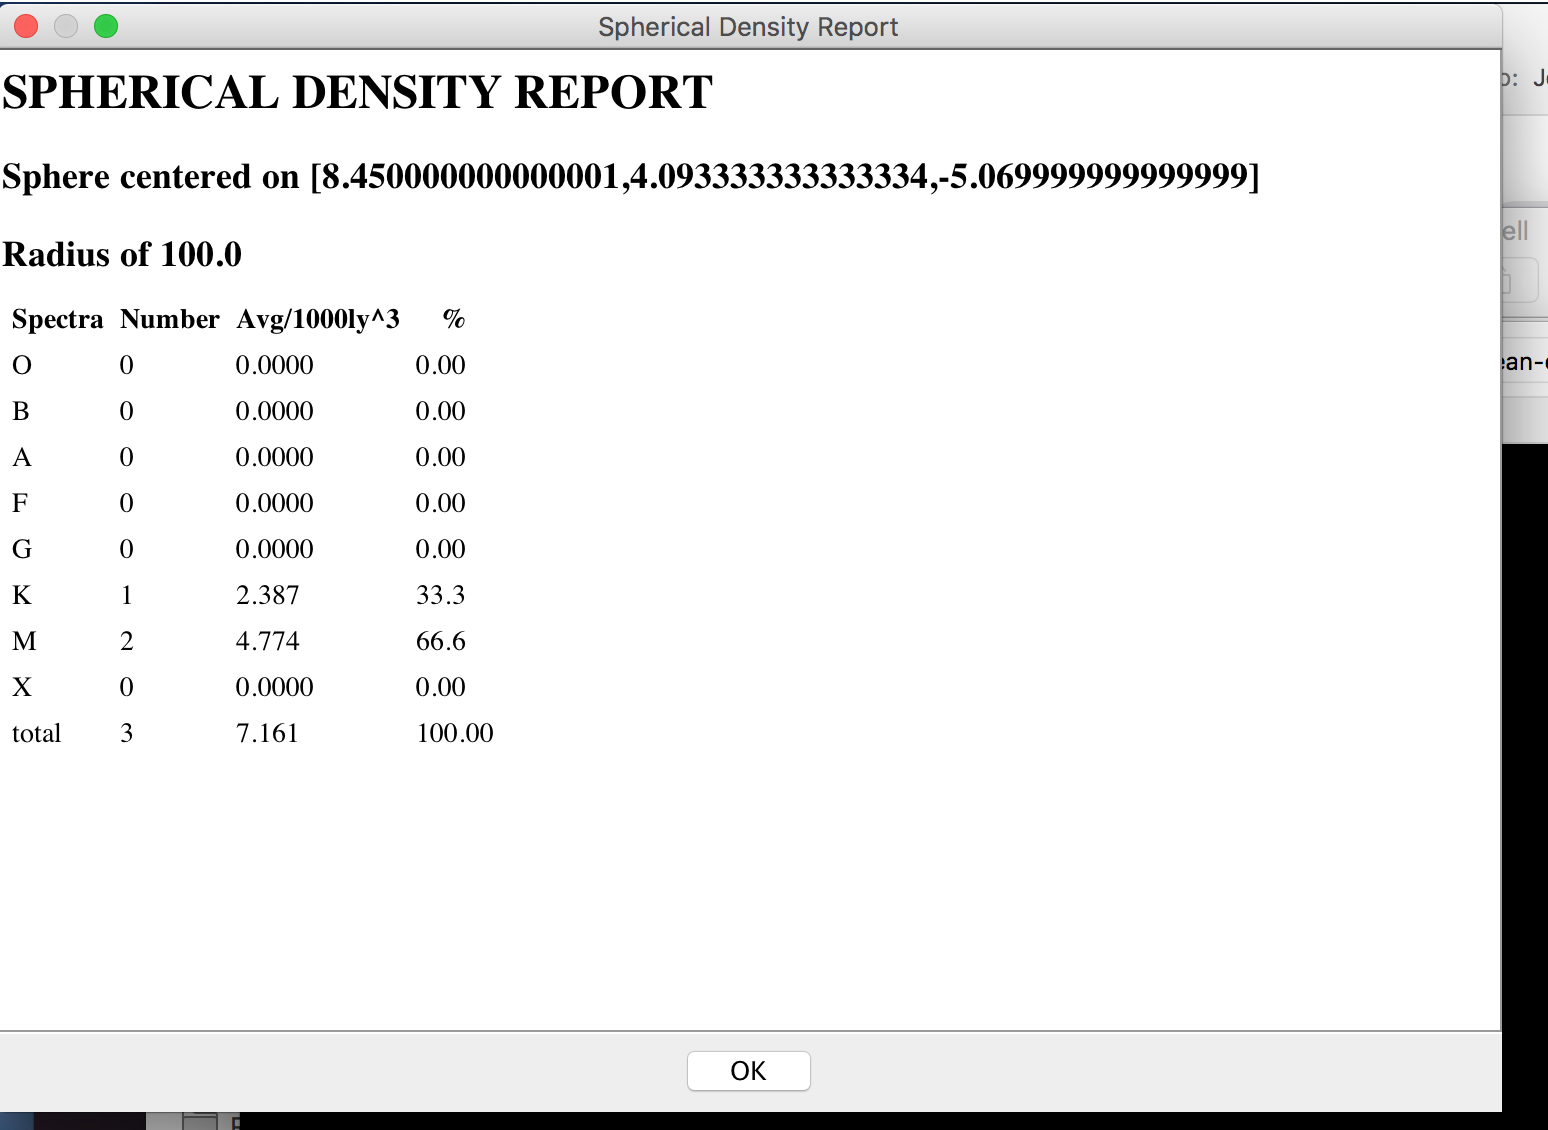 Spherical Density Report
SPHERICAL DENSITY REPORT
Sphere centered on [8.450000000000001,4.093333333333334,-5.069999999999999]
Radius of 100.0
Spectra Number Avg/1000ly^3 %
O 0 0.0000 0.00
B 0 0.0000 0.00
A 0 0.0000 0.00
F 0 0.0000 0.00
G 0 0.0000 0.00
K 1 2.387 33.3
M 2 4.774 66.6
X 0 0.0000 0.00
total 3 7.161 100.00
OK
ell